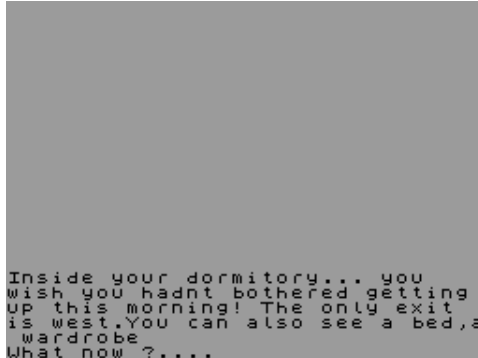 Inside your dormitory... you
wish you hadnt bothered getting
up this morning! The only exit
is west.You can also see a bed,a
 wardrobe
What now ?....